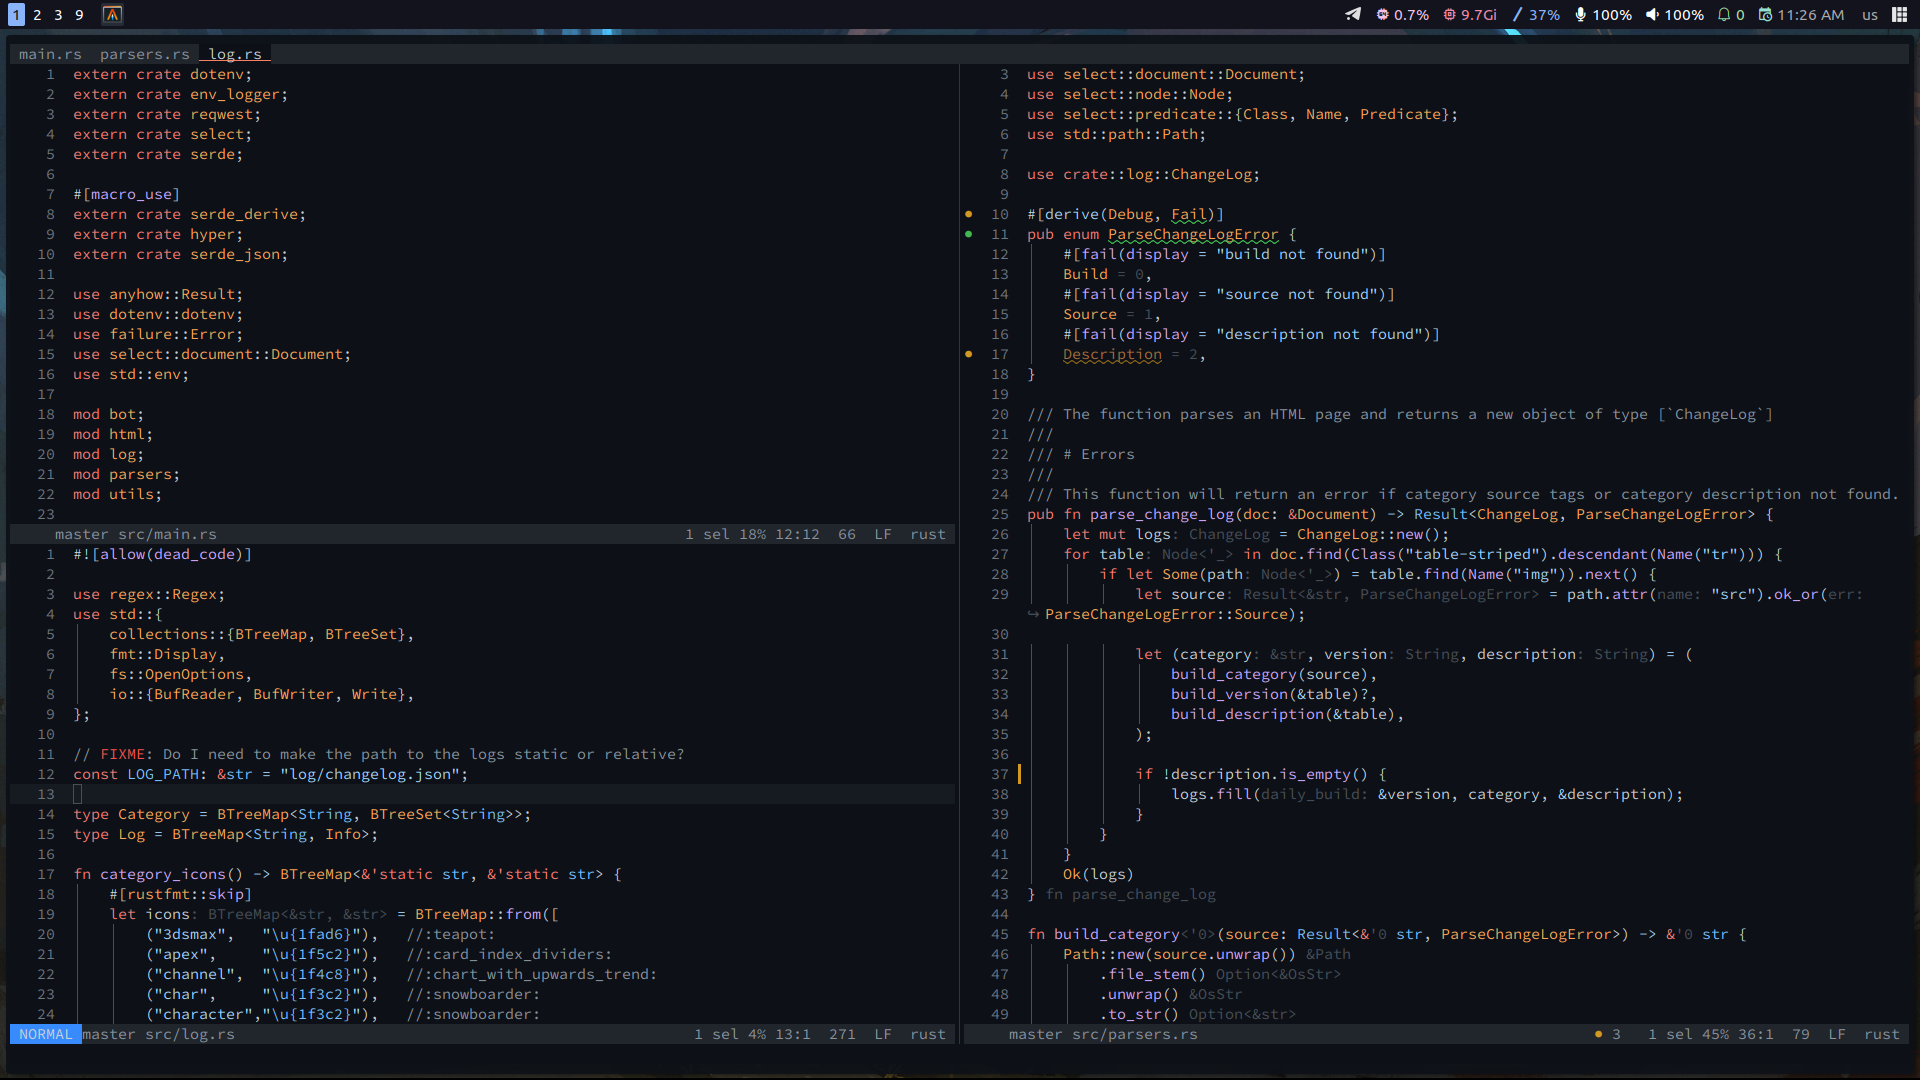 1 2 3 9
0.7% 9.7Gi 37% 100% 100% 0 11:26 AM us
main.rs parsers.rs log.rs
1 extern crate dotenv;
2 extern crate env_logger;
3 extern crate reqwest;
4 extern crate select;
5 extern crate serde;
6
7 #[macro_use]
8 extern crate serde_derive;
9 extern crate hyper;
10 extern crate serde_json;
11
12 use anyhow::Result;
13 use dotenv::dotenv;
14 use failure::Error;
15 use select::document::Document;
16 use std::env;
17
18 mod bot;
19 mod html;
20 mod log;
21 mod parsers;
22 mod utils;
23
master src/main.rs 1 sel 18% 12:12 66 LF rust
1 #![allow(dead_code)]
2
3 use regex::Regex;
4 use std::{
5 collections::{BTreeMap, BTreeSet},
6 fmt::Display,
7 fs::OpenOptions,
8 io::{BufReader, BufWriter, Write},
9 };
10
11 // FIXME: Do I need to make the path to the logs static or relative?
12 const LOG_PATH: &str = "log/changelog.json";
13
14 type Category = BTreeMap<String, BTreeSet<String>>;
15 type Log = BTreeMap<String, Info>;
16
17 fn category_icons() -> BTreeMap<&'static str, &'static str> {
18 #[rustfmt::skip]
19 let icons: BTreeMap<&str, &str> = BTreeMap::from([
20 ("3dsmax", "\u{1fad6}"), //:teapot:
21 ("apex", "\u{1f5c2}"), //:card_index_dividers:
22 ("channel", "\u{1f4c8}"), //:chart_with_upwards_trend:
23 ("char", "\u{1f3c2}"), //:snowboarder:
24 ("character","\u{1f3c2}"), //:snowboarder:
NORMAL master src/log.rs 1 sel 4% 13:1 271 LF rust
3 use select::document::Document;
4 use select::node::Node;
5 use select::predicate::{Class, Name, Predicate};
6 use std::path::Path;
7
8 use crate::log::ChangeLog;
9
10 #[derive(Debug, Fail)]
11 pub enum ParseChangeLogError {
12 #[fail(display = "build not found")]
13 Build = 0,
14 #[fail(display = "source not found")]
15 Source = 1,
16 #[fail(display = "description not found")]
17 Description = 2,
18 }
19
20 /// The function parses an HTML page and returns a new object of type [`ChangeLog`]
21 ///
22 /// # Errors
23 ///
24 /// This function will return an error if category source tags or category description not found.
25 pub fn parse_change_log(doc: &Document) -> Result<ChangeLog, ParseChangeLogError> {
26 let mut logs: ChangeLog = ChangeLog::new();
27 for table: Node<'_> in doc.find(Class("table-striped").descendant(Name("tr"))) {
28 if let Some(path: Node<'_>) = table.find(Name("img")).next() {
29 let source: Result<&str, ParseChangeLogError> = path.attr(name: "src").ok_or(err:
↪ ParseChangeLogError::Source);
30
31 let (category: &str, version: String, description: String) = (
32 build_category(source),
33 build_version(&table)?,
34 build_description(&table),
35 );
36
37 if !description.is_empty() {
38 logs.fill(daily_build: &version, category, &description);
39 }
40 }
41 }
42 Ok(logs)
43 } fn parse_change_log
44
45 fn build_category<'0>(source: Result<&'0 str, ParseChangeLogError>) -> &'0 str {
46 Path::new(source.unwrap()) &Path
47 .file_stem() Option<&OsStr>
48 .unwrap() &OsStr
49 .to_str() Option<&str>
master src/parsers.rs ● 3 1 sel 45% 36:1 79 LF rust